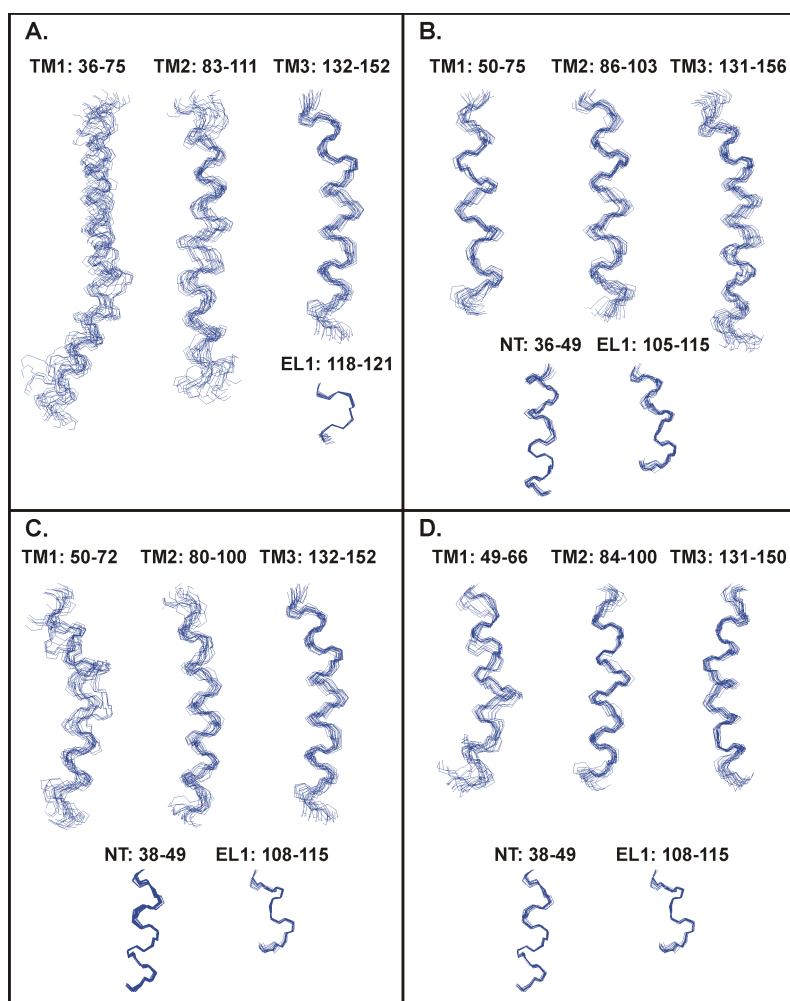 A.
TM1: 36-75 TM2: 83-111 TM3: 132-152
EL1: 118-121
B.
TM1: 50-75 TM2: 86-103 TM3: 131-156
NT: 36-49 EL1: 105-115
C.
TM1: 50-72 TM2: 80-100 TM3: 132-152
NT: 38-49 EL1: 108-115
D.
TM1: 49-66 TM2: 84-100 TM3: 131-150
NT: 38-49 EL1: 108-115